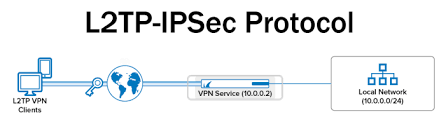 L2TP-IPSec Protocol
L2TP VPN
Clients
VPN Service (10.0.0.2)
Local Network
(10.0.0.0/24)